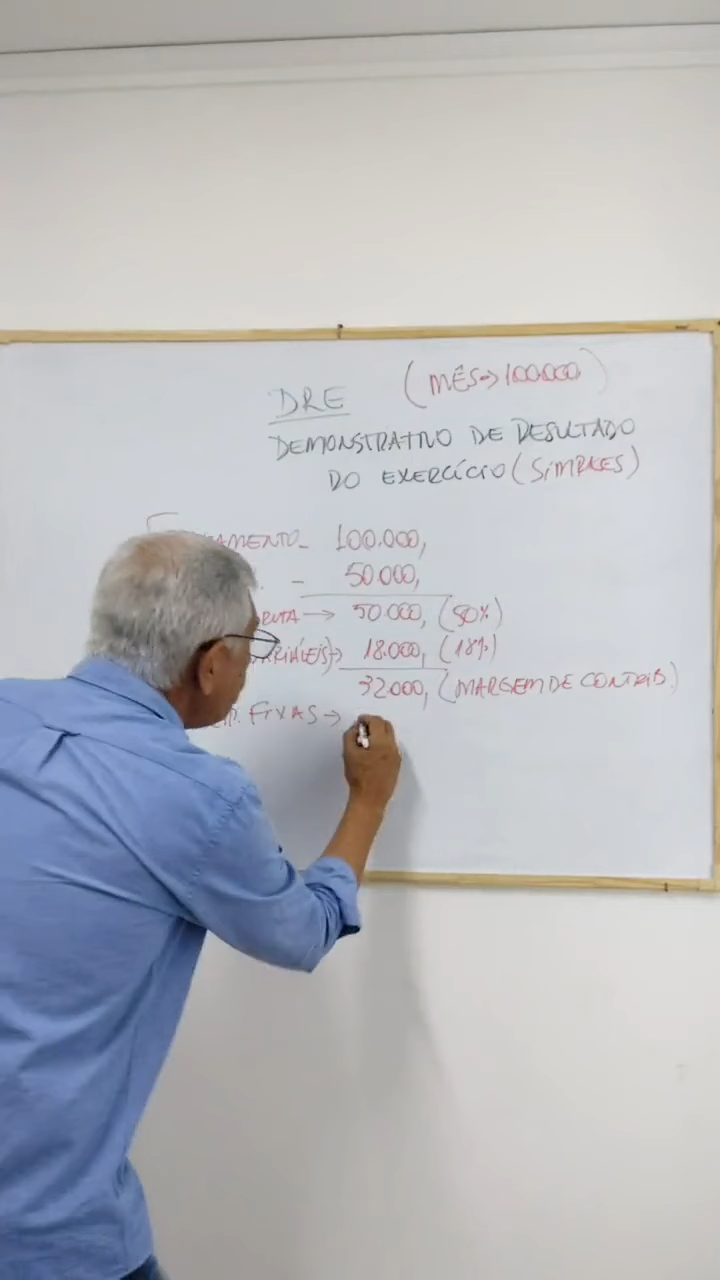 DRE (MÊS→100.000)
DEMONSTRATIVO DE RESULTADO
DO EXERCÍCIO (SIMPLES)
100.000,
- 50.000,
→ 50.000, (50%)
18.000, (18%)
32.000, (MARGEM DE CONTRIB.)
FIXAS →